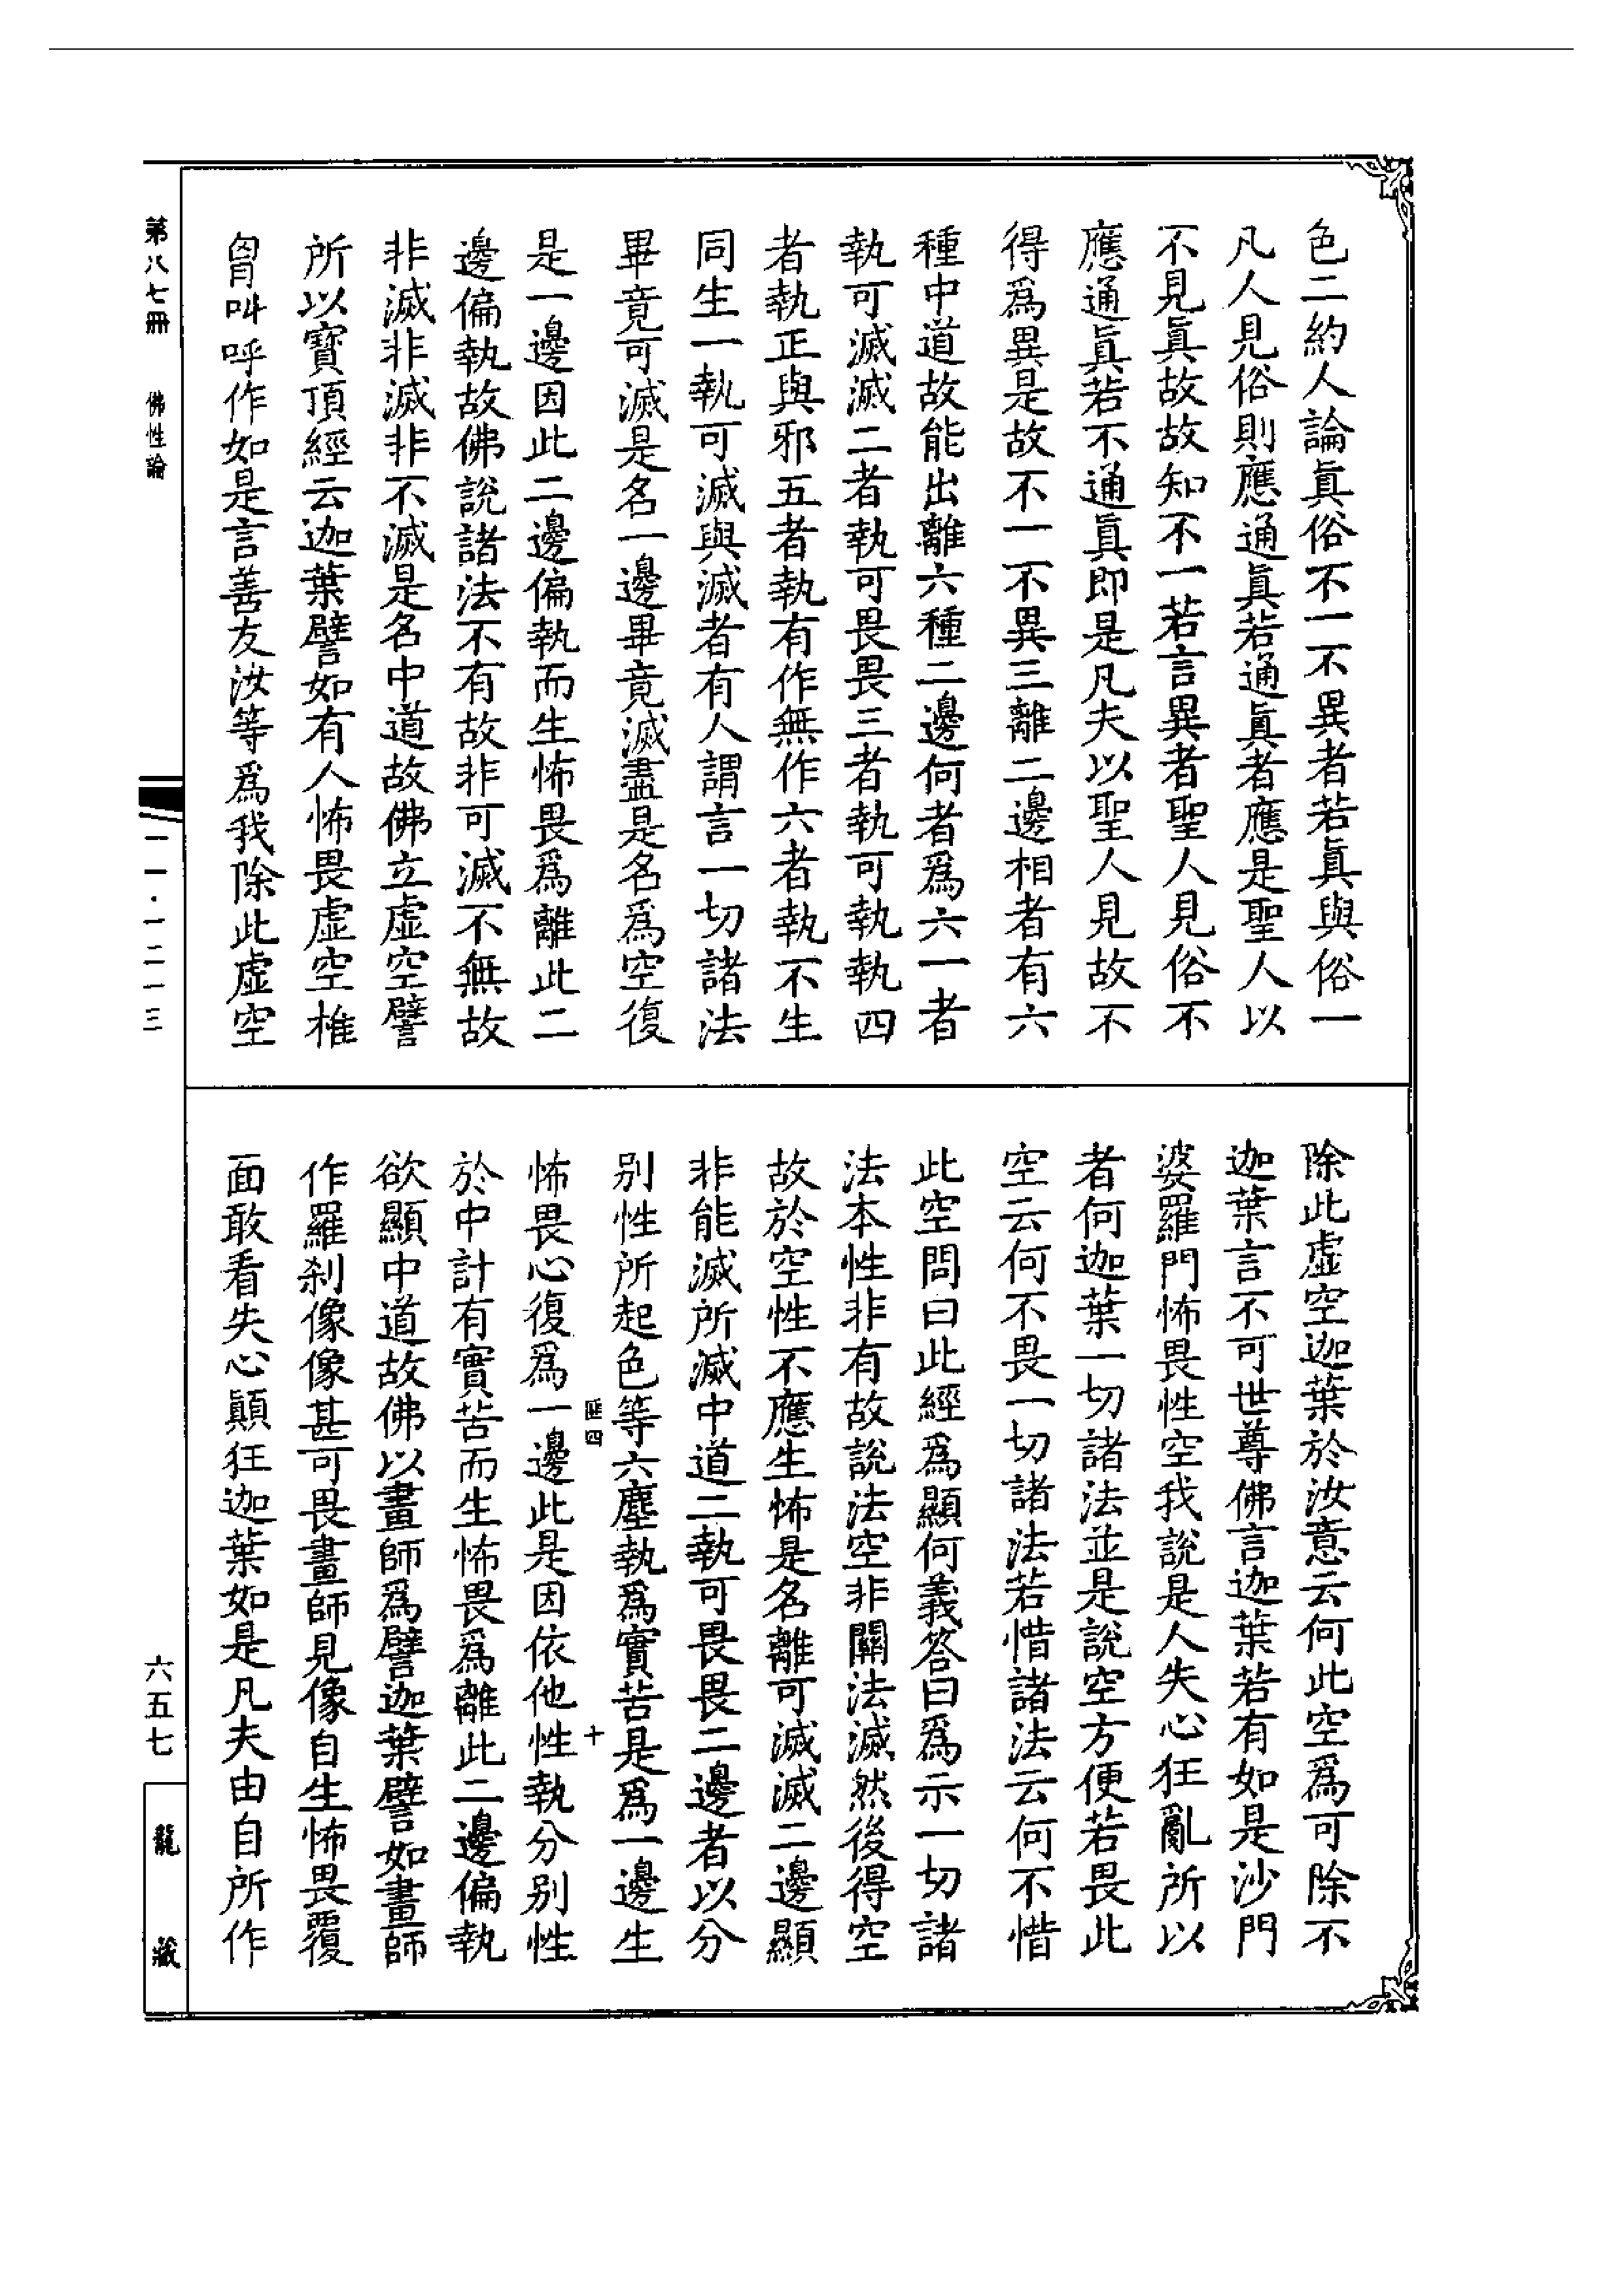 色二約人論眞俗不一不異者若眞與俗一
凡人見俗則應通眞若通眞者應是聖人以
不見眞故故知不一若言異者聖人見俗不
應通眞若不通眞即是凡夫以聖人見故不
得爲異是故不一不異三離二邊相者有六
種中道故能出離六種二邊何者爲六一者
執可滅滅二者執可畏畏三者執可執執四
者執正與邪五者執有作無作六者執不生
同生一執可滅與滅者有人謂言一切諸法
畢竟可滅是名一邊畢竟滅盡是名爲空復
是一邊因此二邊偏執而生怖畏爲離此二
邊偏執故佛說諸法不有故非可滅不無故
非滅非滅非不滅是名中道故佛立虛空譬
所以寳頂經云迦葉譬如有人怖畏虛空椎
胷叫呼作如是言善友汝等爲我除此虛空
除此虛空迦葉於汝意云何此空爲可除不
迦葉言不可世尊佛言迦葉若有如是沙門
婆羅門怖畏性空我說是人失心狂亂所以
者何迦葉一切諸法並是說空方便若畏此
空云何不畏一切諸法若惜諸法云何不惜
此空問曰此經爲顯何義答曰爲示一切諸
法本性非有故說法空非關法滅然後得空
故於空性不應生怖是名離可滅滅二邊顯
非能滅所滅中道二執可畏畏二邊者以分
别性所起色等六塵執爲實苦是爲一邊生
匪四
十
怖畏心復爲一邊此是因依他性執分别性
於中計有實苦而生怖畏爲離此二邊偏執
欲顯中道故佛以畫師爲譬迦葉譬如畫師
作羅刹像像甚可畏畫師見像自生怖畏覆
面敢看失心顚狂迦葉如是凡夫由自所作
第八七冊
佛性論
一一·一二一三
六五七
龍藏